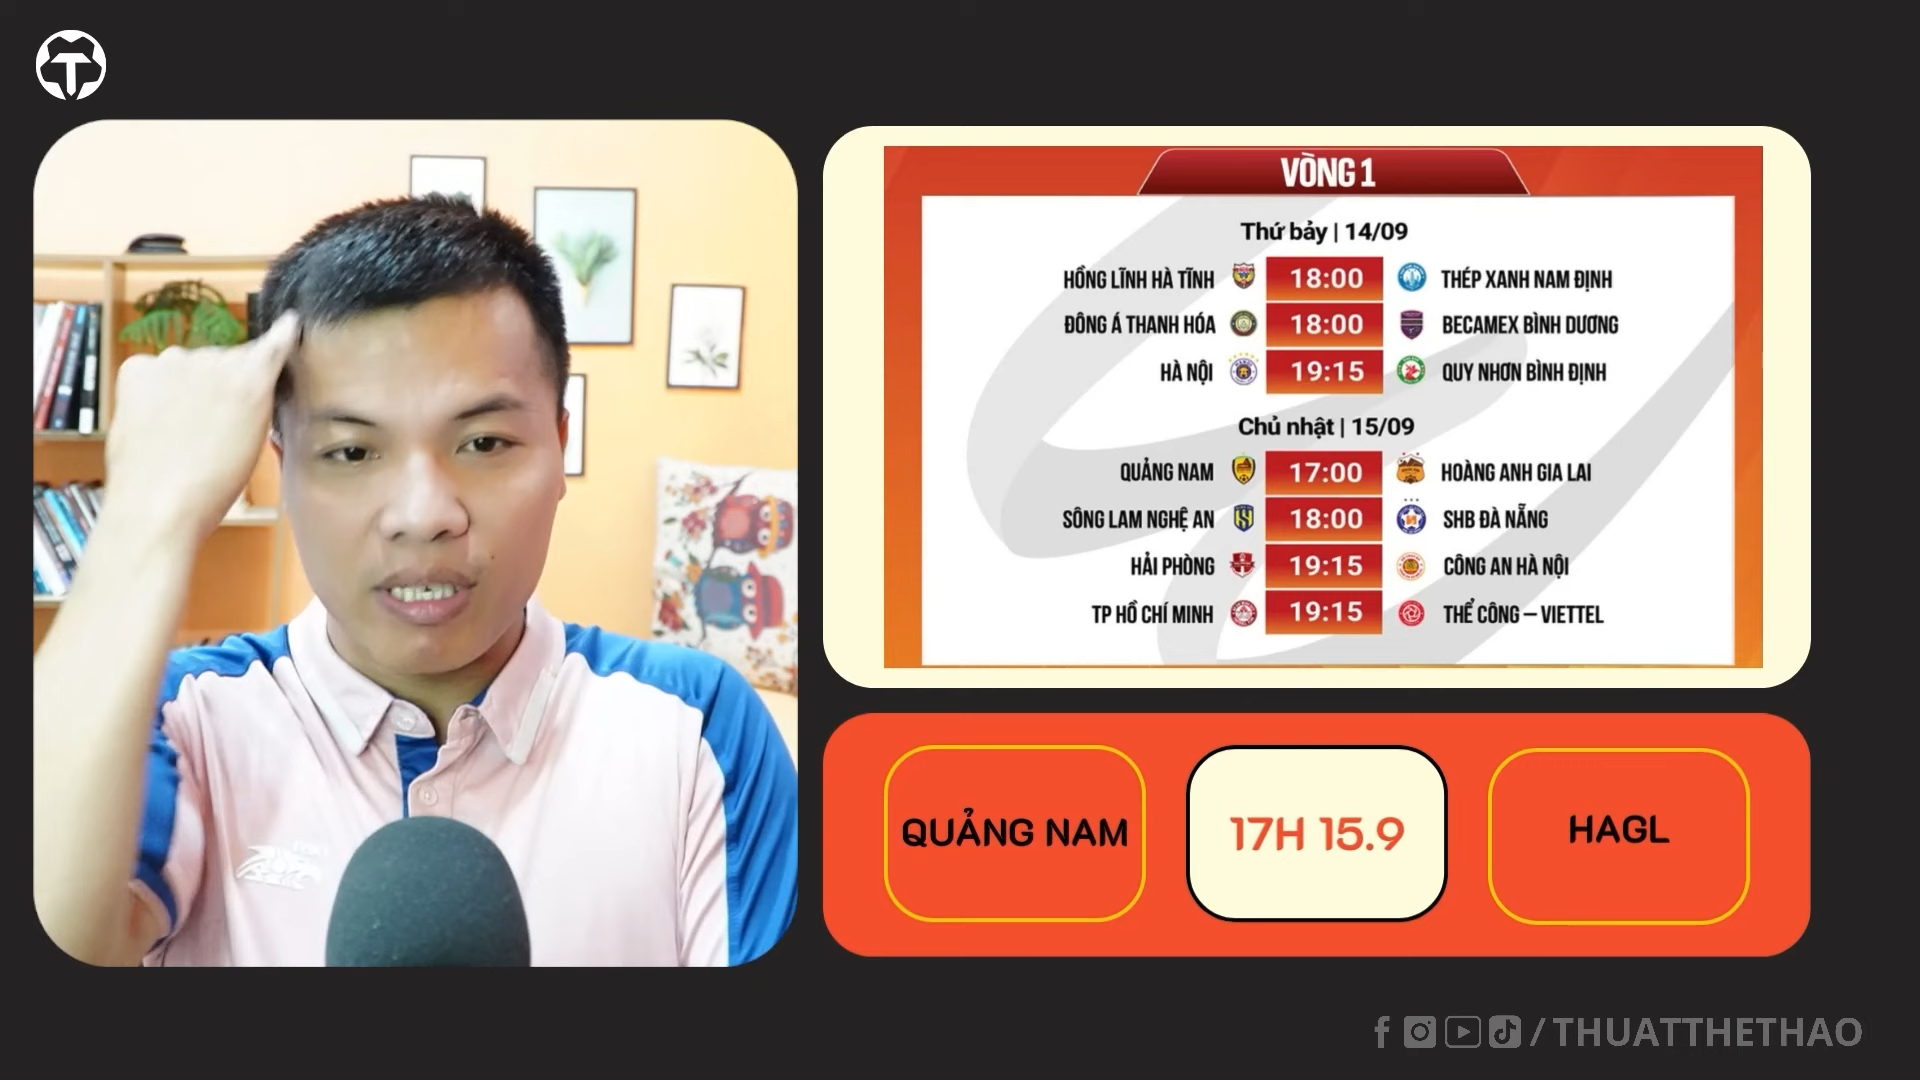 VÒNG 1
Thứ bảy | 14/09
HỒNG LĨNH HÀ TĨNH 18:00 THÉP XANH NAM ĐỊNH
ĐÔNG Á THANH HÓA 18:00 BECAMEX BÌNH DƯƠNG
HÀ NỘI 19:15 QUY NHƠN BÌNH ĐỊNH
Chủ nhật | 15/09
QUẢNG NAM 17:00 HOÀNG ANH GIA LAI
SÔNG LAM NGHỆ AN 18:00 SHB ĐÀ NẴNG
HẢI PHÒNG 19:15 CÔNG AN HÀ NỘI
TP HỒ CHÍ MINH 19:15 THỂ CÔNG – VIETTEL
QUẢNG NAM 17H 15.9 HAGL
/THUATTHETHAO